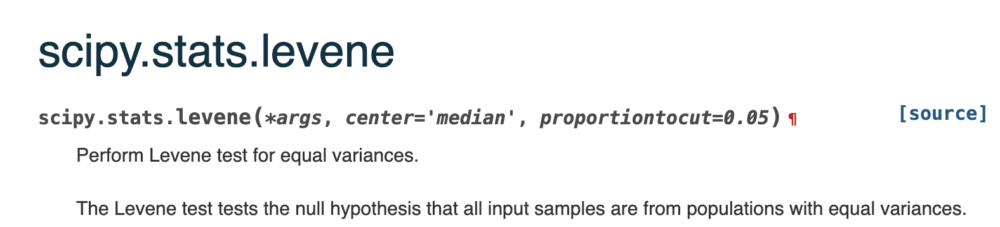 scipy.stats.levene
scipy.stats.levene(*args, center='median', proportiontocut=0.05)¶ [source]
Perform Levene test for equal variances.
The Levene test tests the null hypothesis that all input samples are from populations with equal variances.